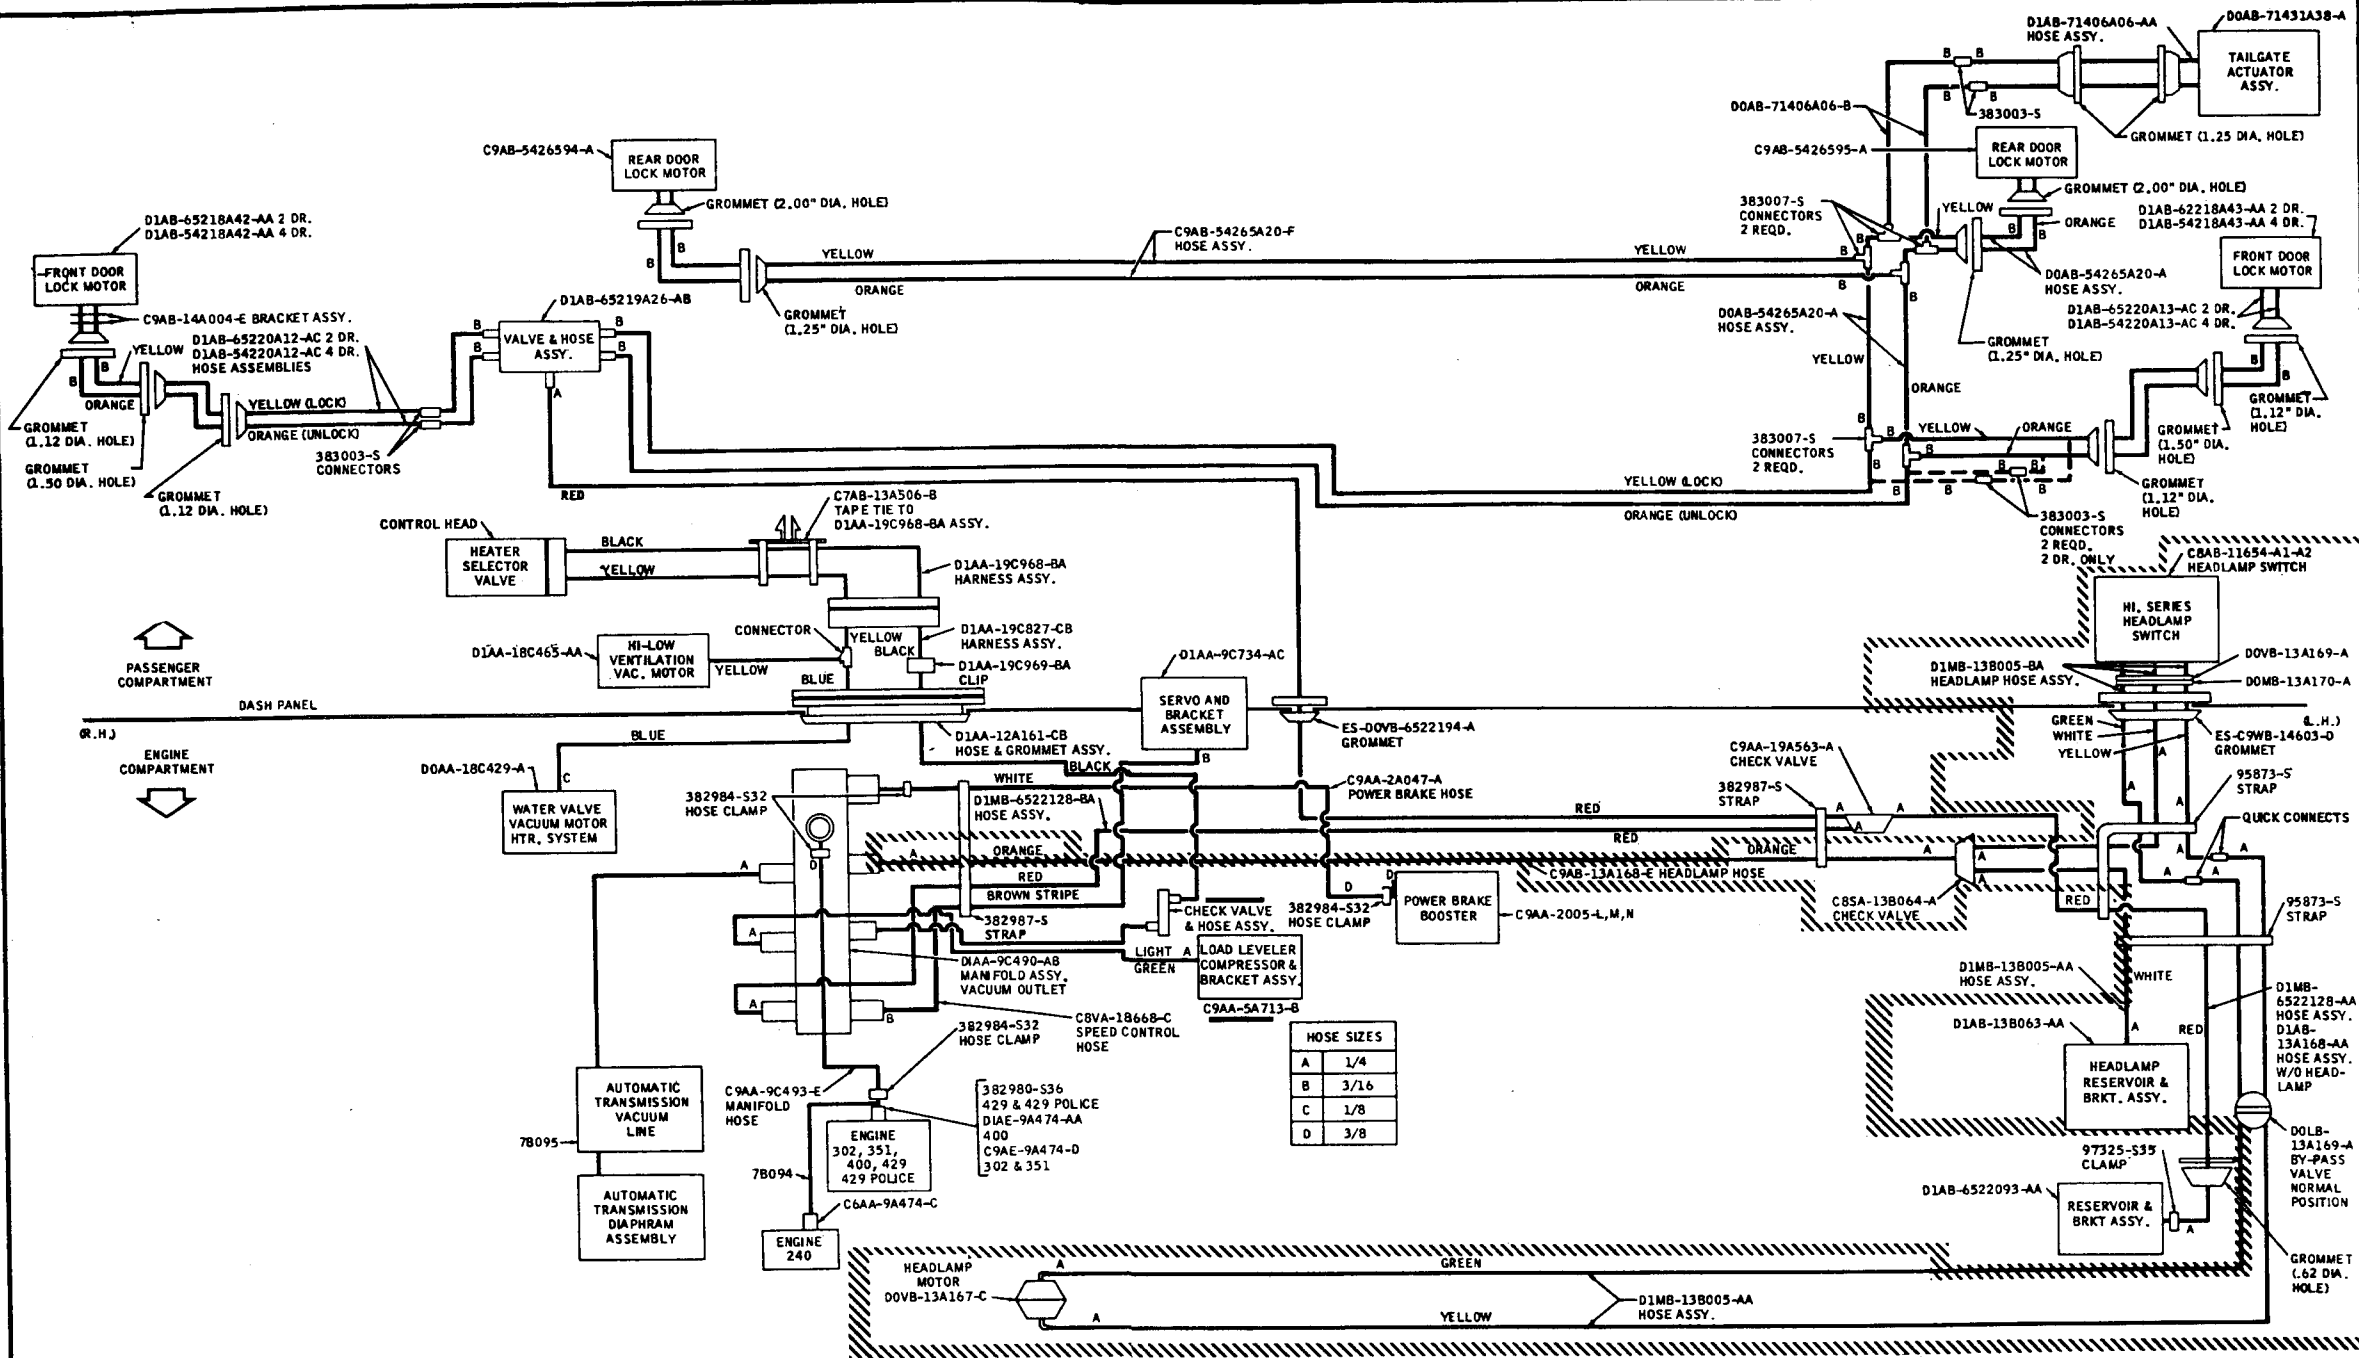 D1AB-71406A06-AA
HOSE ASSY.
D0AB-71431A38-A
TAILGATE
ACTUATOR
ASSY.
B B
B B
383003-S
D0AB-71406A06-B
GROMMET (1.25 DIA. HOLE)
C9AB-5426594-A
REAR DOOR
LOCK MOTOR
GROMMET (2.00" DIA. HOLE)
C9AB-5426595-A
REAR DOOR
LOCK MOTOR
GROMMET (2.00" DIA. HOLE)
383007-S
CONNECTORS
2 REQD.
YELLOW
ORANGE
D1AB-62218A43-AA 2 DR.
D1AB-54218A43-AA 4 DR.
FRONT DOOR
LOCK MOTOR
D1AB-65218A42-AA 2 DR.
D1AB-54218A42-AA 4 DR.
FRONT DOOR
LOCK MOTOR
C9AB-14A004-E BRACKET ASSY.
D1AB-65220A12-AC 2 DR.
D1AB-54220A12-AC 4 DR.
HOSE ASSEMBLIES
YELLOW
ORANGE
B B
GROMMET
(1.12 DIA. HOLE)
GROMMET
(1.50 DIA. HOLE)
GROMMET
(1.12 DIA. HOLE)
YELLOW (LOCK)
ORANGE (UNLOCK)
383003-S
CONNECTORS
D1AB-65219A26-AB
VALVE & HOSE
ASSY.
B B
B B
A
RED
B B
GROMMET
(1.25" DIA. HOLE)
YELLOW
ORANGE
C9AB-54265A20-F
HOSE ASSY.
YELLOW
ORANGE
B B B B
D0AB-54265A20-A
HOSE ASSY.
D0AB-54265A20-A
HOSE ASSY.
GROMMET
(1.25" DIA. HOLE)
D1AB-65220A13-AC 2 DR.
D1AB-54220A13-AC 4 DR.
YELLOW
ORANGE
383007-S
CONNECTORS
2 REQD.
YELLOW
ORANGE
B B B B
GROMMET
(1.12" DIA.
HOLE)
GROMMET
(1.50" DIA.
HOLE)
GROMMET
(1.12" DIA.
HOLE)
YELLOW (LOCK)
ORANGE (UNLOCK)
383003-S
CONNECTORS
2 REQD.
2 DR. ONLY
CONTROL HEAD
HEATER
SELECTOR
VALVE
BLACK
YELLOW
C7AB-13A506-B
TAPE TIE TO
D1AA-19C968-BA ASSY.
D1AA-19C968-BA
HARNESS ASSY.
CONNECTOR
YELLOW
BLACK
D1AA-19C827-CB
HARNESS ASSY.
D1AA-18C465-AA
HI-LOW
VENTILATION
VAC. MOTOR
YELLOW
BLUE
D1AA-19C969-BA
CLIP
PASSENGER
COMPARTMENT
DASH PANEL
(R.H.)
ENGINE
COMPARTMENT
BLUE
D1AA-12A161-CB
HOSE & GROMMET ASSY.
BLACK
D1AA-9C734-AC
SERVO AND
BRACKET
ASSEMBLY
B
ES-D0VB-6522194-A
GROMMET
C8AB-11654-A1-A2
HEADLAMP SWITCH
HI. SERIES
HEADLAMP
SWITCH
D1MB-13B005-BA
HEADLAMP HOSE ASSY.
D0VB-13A169-A
D0MB-13A170-A
GREEN
WHITE
YELLOW
A
(L.H.)
ES-C9WB-14603-D
GROMMET
D0AA-18C429-A
C
WATER VALVE
VACUUM MOTOR
HTR. SYSTEM
382984-S32
HOSE CLAMP
WHITE
D1MB-6522128-BA
HOSE ASSY.
C9AA-2A047-A
POWER BRAKE HOSE
382987-S
STRAP
C9AA-19A563-A
CHECK VALVE
95873-S
STRAP
QUICK CONNECTS
RED
RED
A A
A
A A
D
A
ORANGE
ORANGE
A
RED
BROWN STRIPE
A
C9AB-13A168-E HEADLAMP HOSE
C8SA-13B064-A
CHECK VALVE
A A
A A
RED
95873-S
STRAP
382987-S
STRAP
CHECK VALVE
& HOSE ASSY.
382984-S32
HOSE CLAMP
D D
POWER BRAKE
BOOSTER
C9AA-2005-L,M,N
A
D1AA-9C490-AB
MANIFOLD ASSY.
VACUUM OUTLET
LIGHT
GREEN
A
LOAD LEVELER
COMPRESSOR &
BRACKET ASSY.
C9AA-5A713-B
A
B
C8VA-18668-C
SPEED CONTROL
HOSE
382984-S32
HOSE CLAMP
HOSE SIZES
A 1/4
B 3/16
C 1/8
D 3/8
D1MB-13B005-AA
HOSE ASSY.
WHITE
A
D1AB-13B063-AA
HEADLAMP
RESERVOIR &
BRKT. ASSY.
RED
D1MB-
6522128-AA
HOSE ASSY.
D1AB-
13A168-AA
HOSE ASSY.
W/O HEAD-
LAMP
7B095
AUTOMATIC
TRANSMISSION
VACUUM
LINE
AUTOMATIC
TRANSMISSION
DIAPHRAM
ASSEMBLY
C9AA-9C493-E
MANIFOLD
HOSE
382980-S36
429 & 429 POLICE
D1AE-9A474-AA
400
C9AE-9A474-D
302 & 351
ENGINE
302, 351,
400, 429
429 POLICE
7B094
C6AA-9A474-C
ENGINE
240
97325-S35
CLAMP
D1AB-6522093-AA
RESERVOIR &
BRKT ASSY.
A
D0LB-
13A169-A
BY-PASS
VALVE
NORMAL
POSITION
GROMMET
(.62 DIA.
HOLE)
HEADLAMP
MOTOR
D0VB-13A167-C
A
GREEN
A
YELLOW
D1MB-13B005-AA
HOSE ASSY.